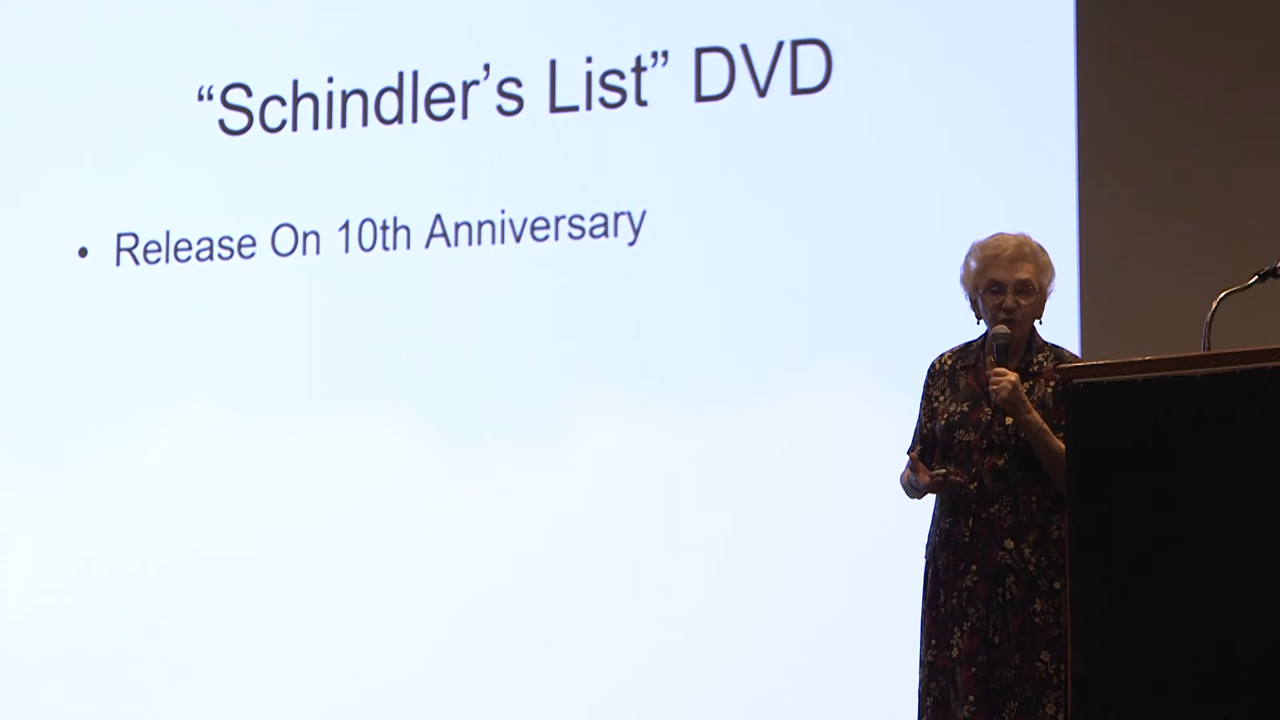 “Schindler’s List” DVD
• Release On 10th Anniversary